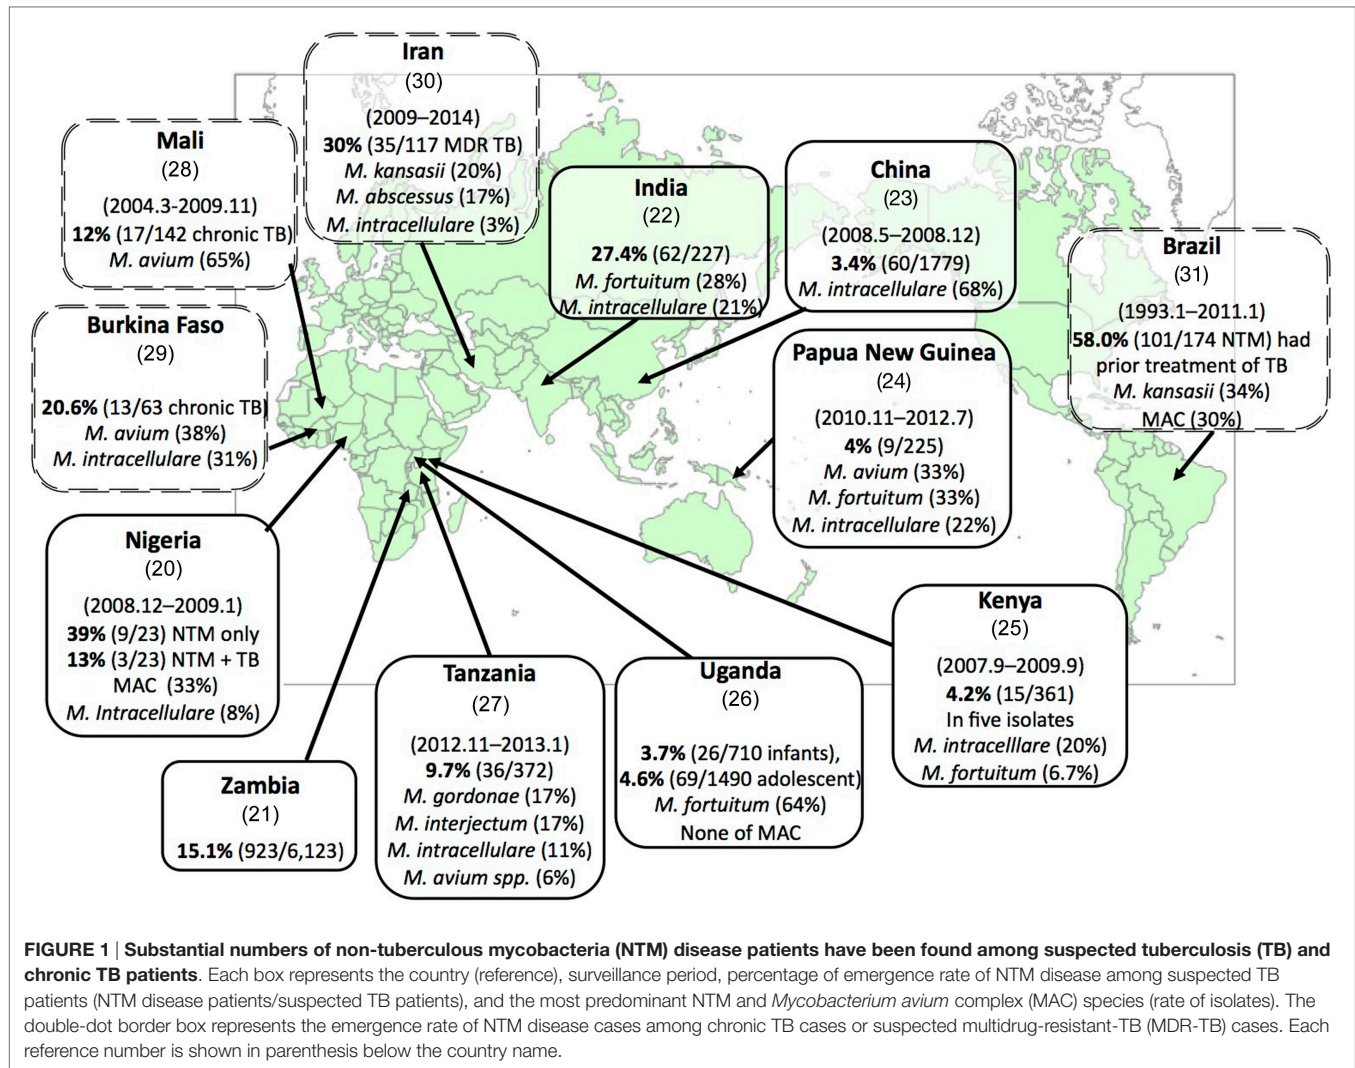 Iran
(30)
(2009–2014)
30% (35/117 MDR TB)
M. kansasii (20%)
M. abscessus (17%)
M. intracellulare (3%)
Mali
(28)
(2004.3-2009.11)
12% (17/142 chronic TB)
M. avium (65%)
India
(22)
27.4% (62/227)
M. fortuitum (28%)
M. intracellulare (21%)
China
(23)
(2008.5–2008.12)
3.4% (60/1779)
M. intracellulare (68%)
Brazil
(31)
(1993.1–2011.1)
58.0% (101/174 NTM) had
prior treatment of TB
M. kansasii (34%)
MAC (30%)
Burkina Faso
(29)
20.6% (13/63 chronic TB)
M. avium (38%)
M. intracellulare (31%)
Papua New Guinea
(24)
(2010.11–2012.7)
4% (9/225)
M. avium (33%)
M. fortuitum (33%)
M. intracellulare (22%)
Nigeria
(20)
(2008.12–2009.1)
39% (9/23) NTM only
13% (3/23) NTM + TB
MAC (33%)
M. Intracellulare (8%)
Kenya
(25)
(2007.9–2009.9)
4.2% (15/361)
In five isolates
M. intracelllare (20%)
M. fortuitum (6.7%)
Tanzania
(27)
(2012.11–2013.1)
9.7% (36/372)
M. gordonae (17%)
M. interjectum (17%)
M. intracellulare (11%)
M. avium spp. (6%)
Uganda
(26)
3.7% (26/710 infants),
4.6% (69/1490 adolescent)
M. fortuitum (64%)
None of MAC
Zambia
(21)
15.1% (923/6,123)
FIGURE 1 | Substantial numbers of non-tuberculous mycobacteria (NTM) disease patients have been found among suspected tuberculosis (TB) and
chronic TB patients. Each box represents the country (reference), surveillance period, percentage of emergence rate of NTM disease among suspected TB
patients (NTM disease patients/suspected TB patients), and the most predominant NTM and Mycobacterium avium complex (MAC) species (rate of isolates). The
double-dot border box represents the emergence rate of NTM disease cases among chronic TB cases or suspected multidrug-resistant-TB (MDR-TB) cases. Each
reference number is shown in parenthesis below the country name.